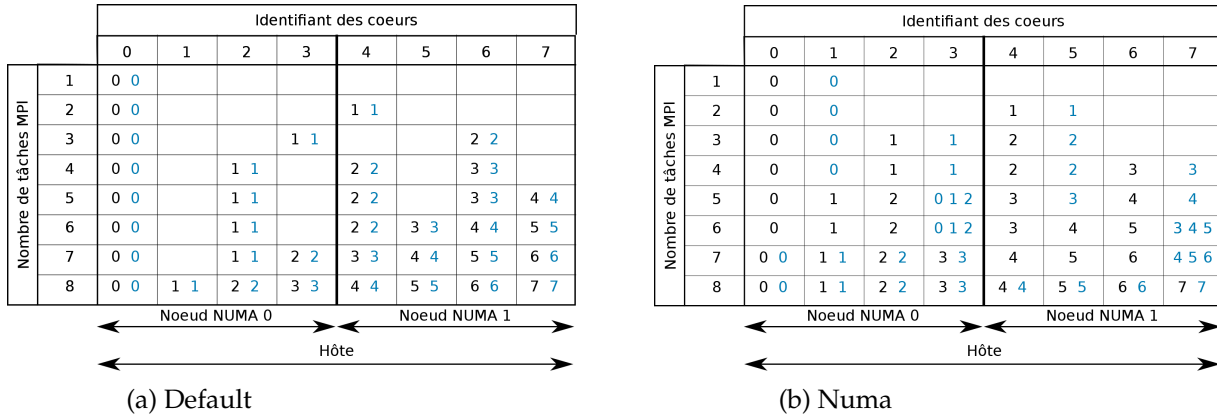 Identifiant des coeurs
0 1 2 3 4 5 6 7
Nombre de tâches MPI
1 0 0
2 0 0 1 1
3 0 0 1 1 2 2
4 0 0 1 1 2 2 3 3
5 0 0 1 1 2 2 3 3 4 4
6 0 0 1 1 2 2 3 3 4 4 5 5
7 0 0 1 1 2 2 3 3 4 4 5 5 6 6
8 0 0 1 1 2 2 3 3 4 4 5 5 6 6 7 7
Noeud NUMA 0 Noeud NUMA 1
Hôte
(a) Default
Identifiant des coeurs
0 1 2 3 4 5 6 7
Nombre de tâches MPI
1 0 0
2 0 0 1 1
3 0 0 1 1 2 2
4 0 0 1 1 2 2 3 3
5 0 1 2 0 1 2 3 3 4 4
6 0 1 2 0 1 2 3 4 5 3 4 5
7 0 0 1 1 2 2 3 3 4 5 6 4 5 6
8 0 0 1 1 2 2 3 3 4 4 5 5 6 6 7 7
Noeud NUMA 0 Noeud NUMA 1
Hôte
(b) Numa